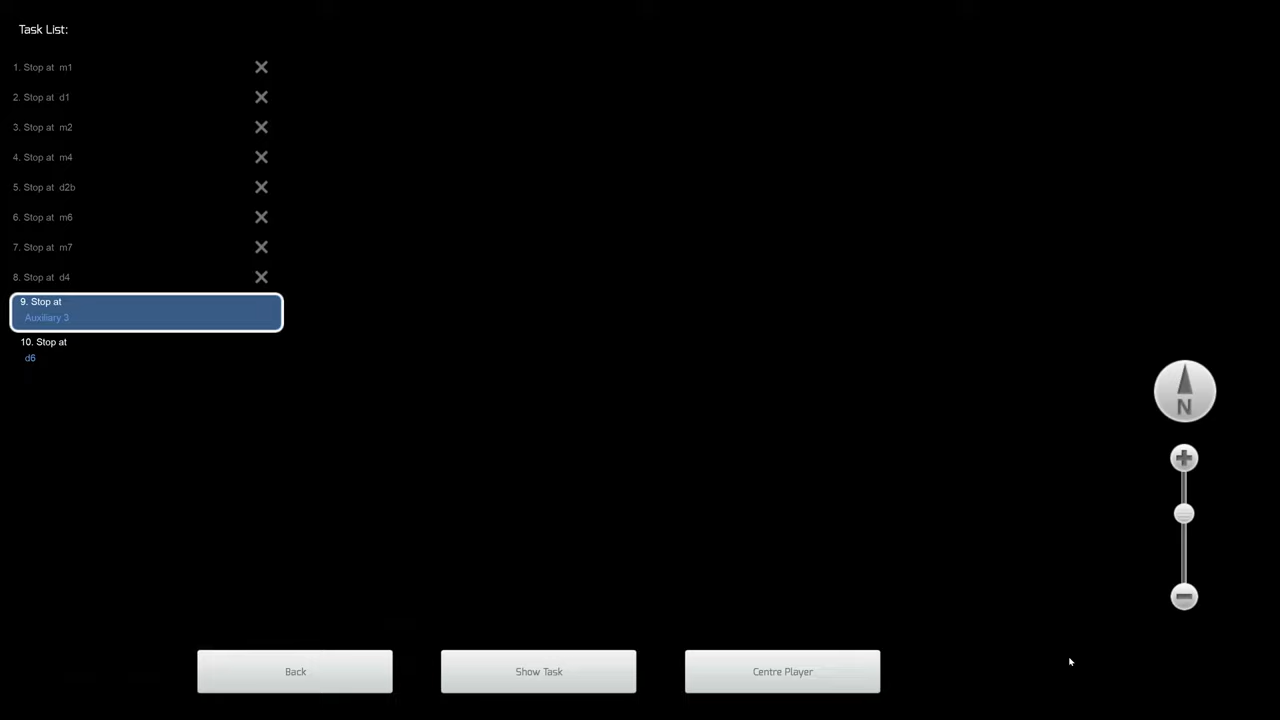 Task List:
1. Stop at m1
2. Stop at d1
3. Stop at m2
4. Stop at m4
5. Stop at d2b
6. Stop at m6
7. Stop at m7
8. Stop at d4
9. Stop at
Auxiliary 3
10. Stop at
d6
N
Back
Show Task
Centre Player